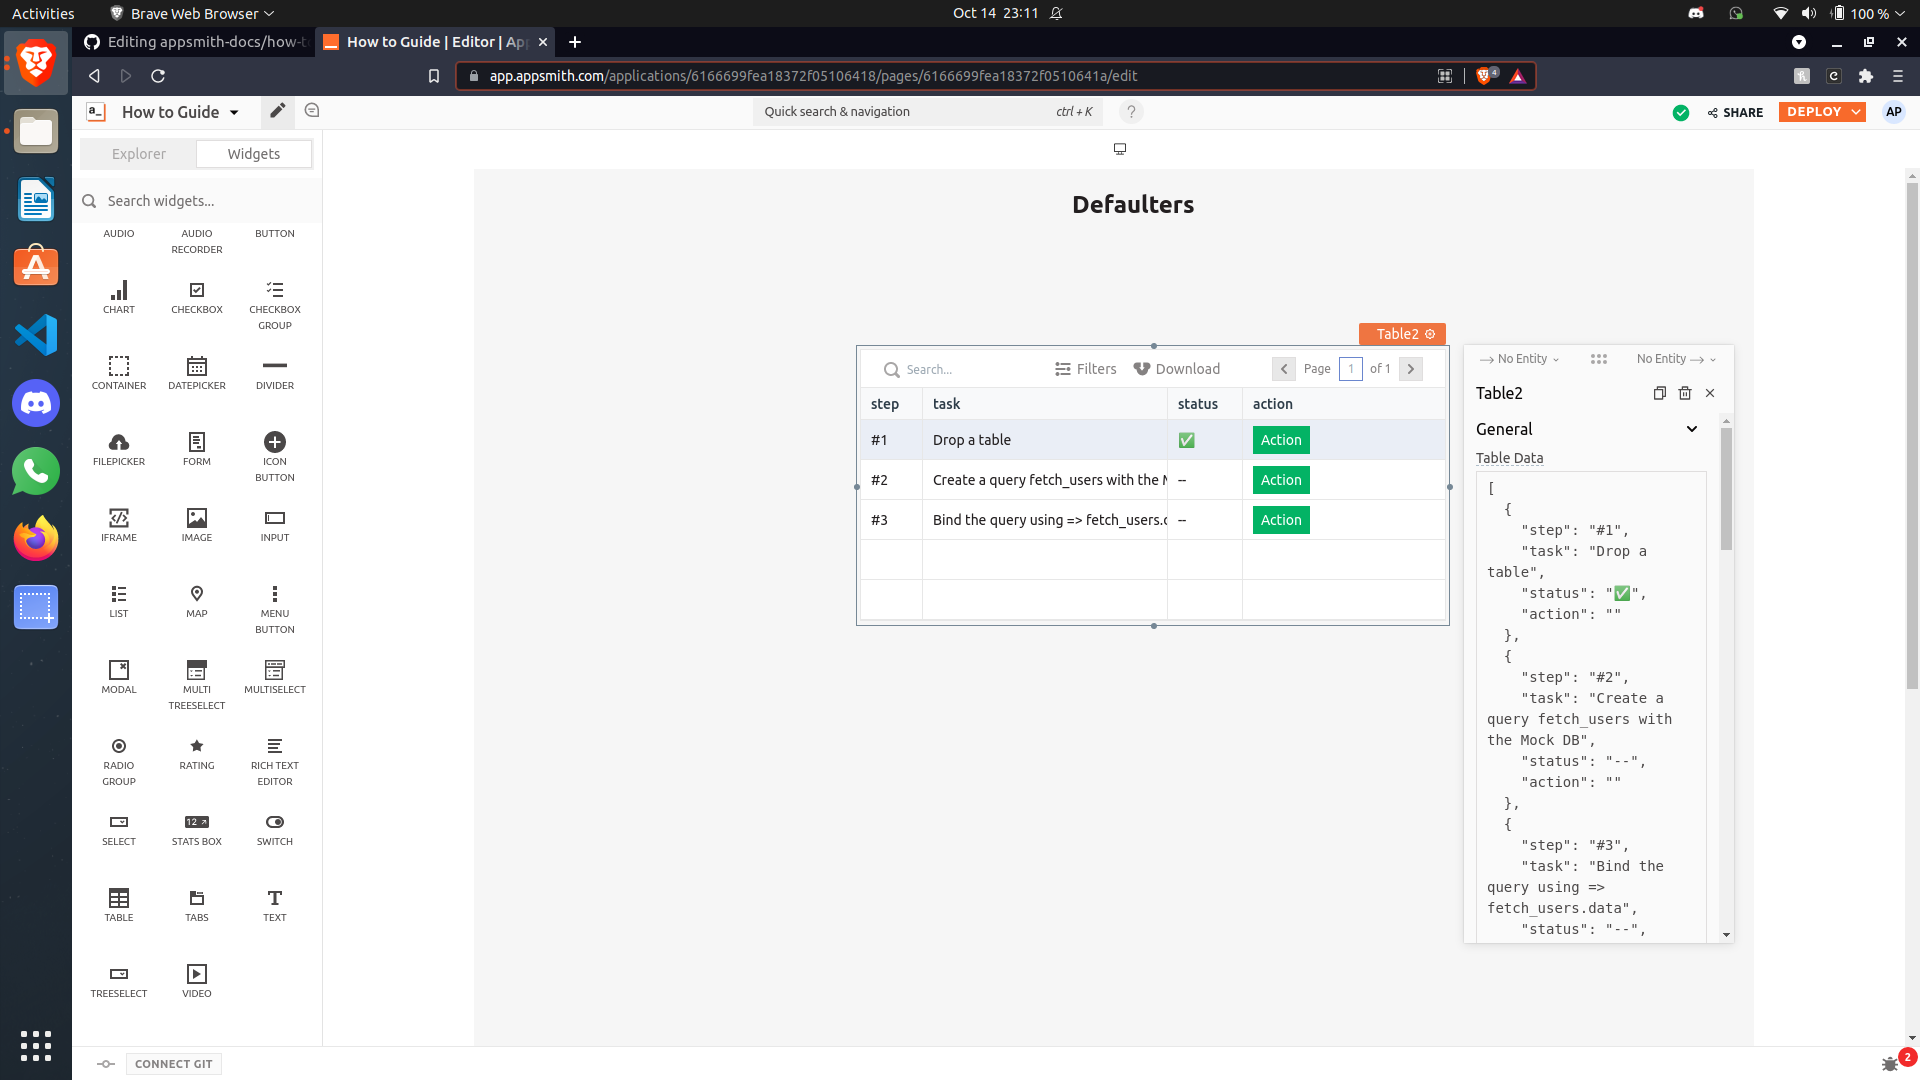 Activities
Brave Web Browser
Oct 14 23:11
100 %
Editing appsmith-docs/how-t
How to Guide | Editor | Ap
app.appsmith.com/applications/6166699fea18372f05106418/pages/6166699fea18372f0510641a/edit
4
a_
How to Guide
Quick search & navigation
ctrl + K
?
SHARE
DEPLOY
AP
Explorer
Widgets
Search widgets...
AUDIO
AUDIO RECORDER
BUTTON
CHART
CHECKBOX
CHECKBOX GROUP
CONTAINER
DATEPICKER
DIVIDER
FILEPICKER
FORM
ICON BUTTON
IFRAME
IMAGE
INPUT
LIST
MAP
MENU BUTTON
MODAL
MULTI TREESELECT
MULTISELECT
RADIO GROUP
RATING
RICH TEXT EDITOR
SELECT
12
STATS BOX
SWITCH
TABLE
TABS
TEXT
TREESELECT
VIDEO
CONNECT GIT
Defaulters
Table2
Search...
Filters
Download
Page
1
of 1
step task status action
#1 Drop a table ✅ Action
#2 Create a query fetch_users with the M -- Action
#3 Bind the query using => fetch_users.c -- Action
No Entity
No Entity
Table2
General
Table Data
[
{
"step": "#1",
"task": "Drop a
table",
"status": "✅",
"action": ""
},
{
"step": "#2",
"task": "Create a
query fetch_users with
the Mock DB",
"status": "--",
"action": ""
},
{
"step": "#3",
"task": "Bind the
query using =>
fetch_users.data",
"status": "--",
2